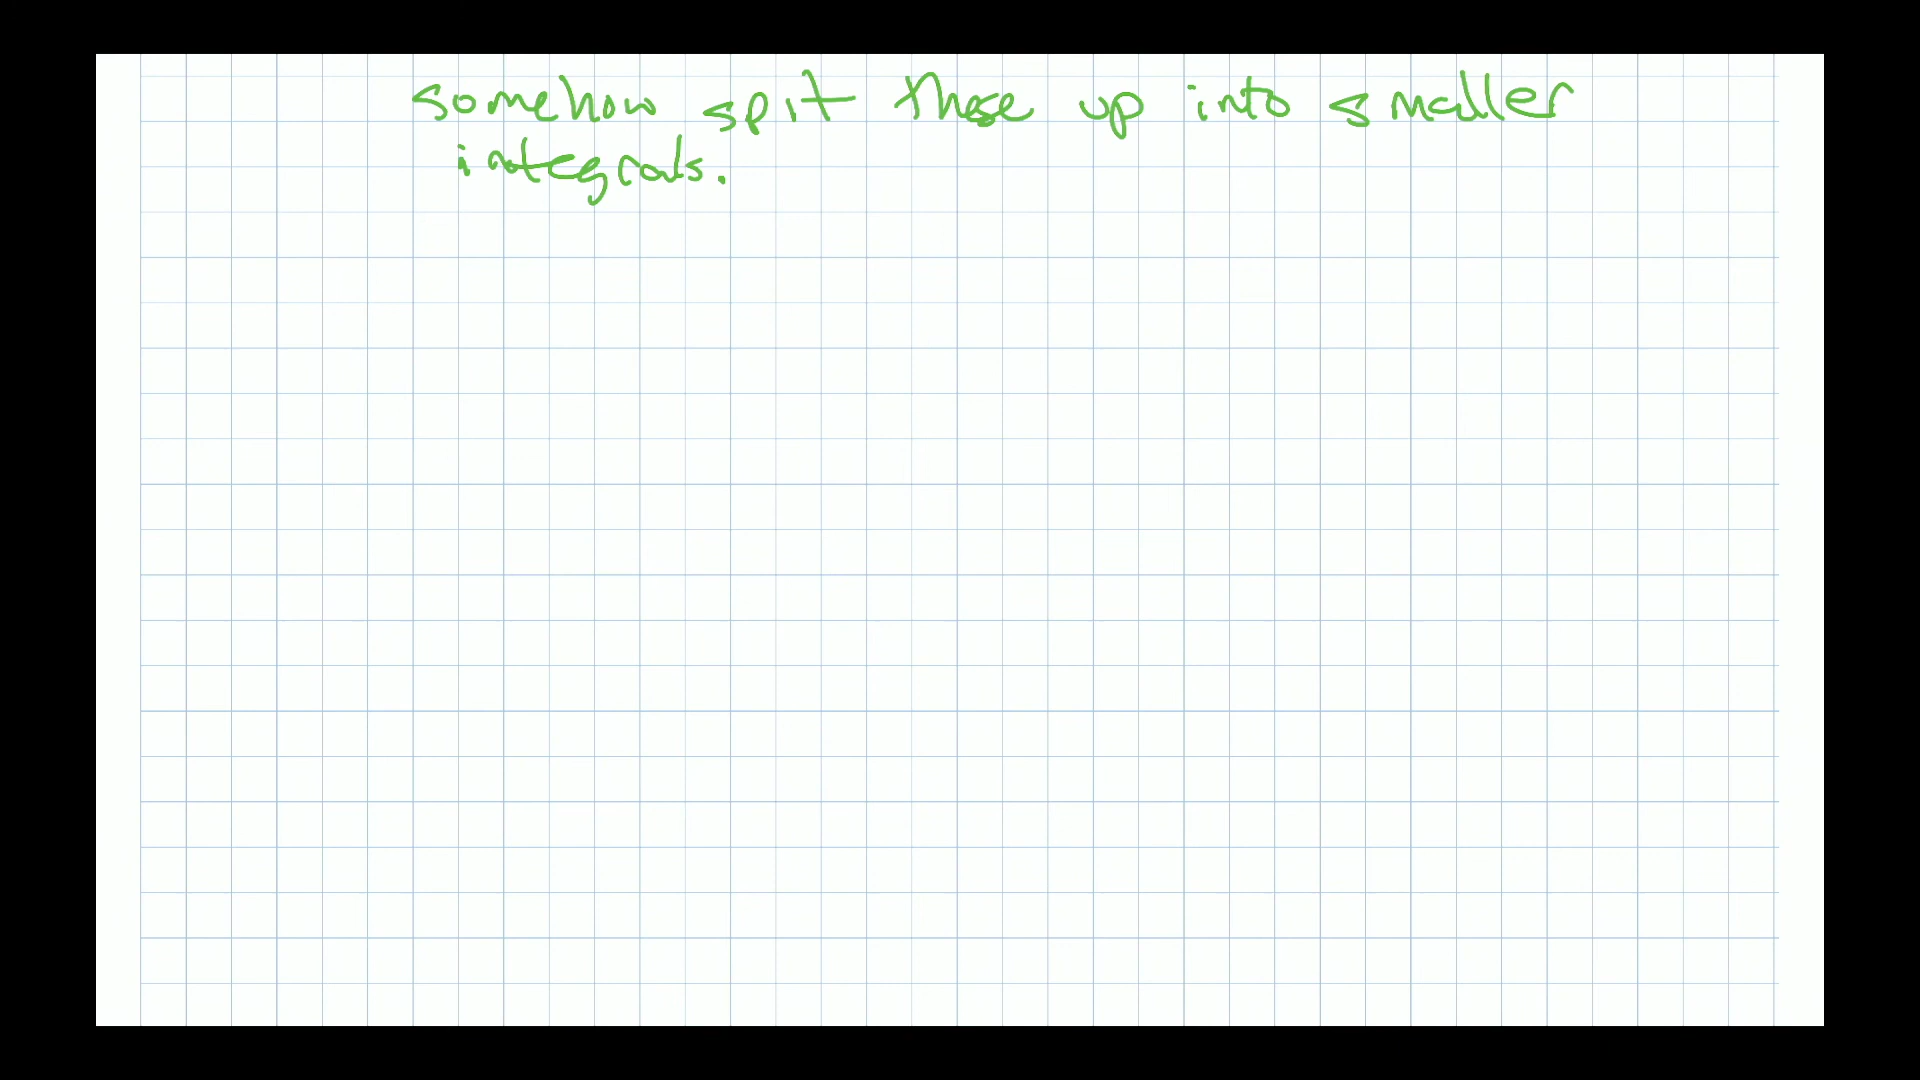 somehow spit these up into smaller
integrals.